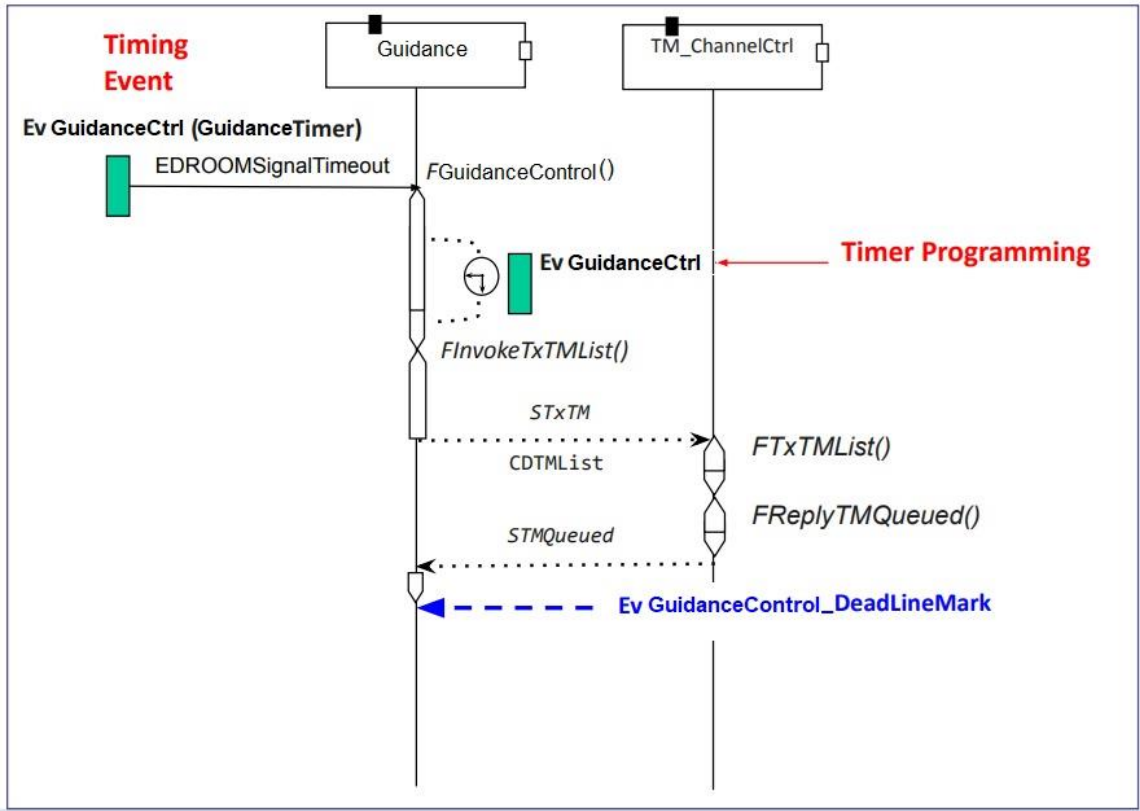 Timing
Event
Guidance
TM_ChannelCtrl
Ev GuidanceCtrl (GuidanceTimer)
EDROOMSignalTimeout
FGuidanceControl()
Ev GuidanceCtrl
Timer Programming
FInvokeTxTMList()
STxTM
CDTMList
FTxTMList()
FReplyTMQueued()
STMQueued
Ev GuidanceControl_DeadLineMark